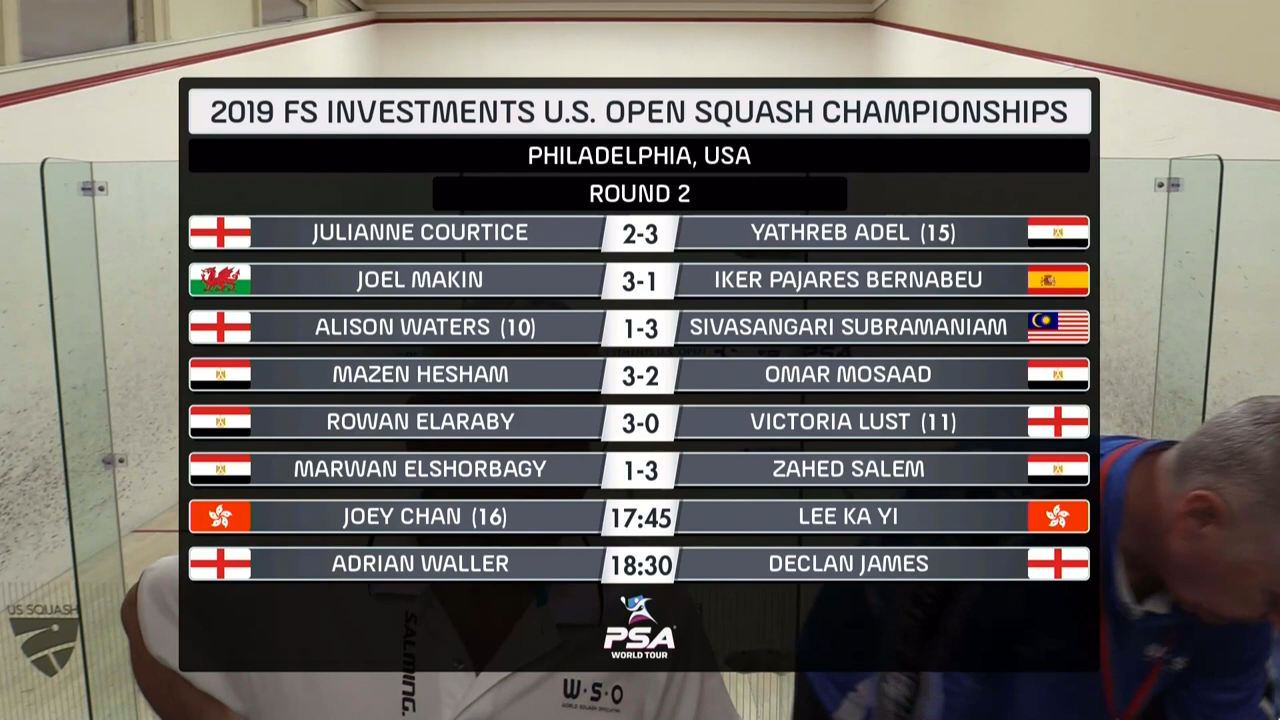 2019 FS INVESTMENTS U.S. OPEN SQUASH CHAMPIONSHIPS
PHILADELPHIA, USA
ROUND 2
JULIANNE COURTICE 2-3 YATHREB ADEL (15)
JOEL MAKIN 3-1 IKER PAJARES BERNABEU
ALISON WATERS (10) 1-3 SIVASANGARI SUBRAMANIAM
MAZEN HESHAM 3-2 OMAR MOSAAD
ROWAN ELARABY 3-0 VICTORIA LUST (11)
MARWAN ELSHORBAGY 1-3 ZAHED SALEM
JOEY CHAN (16) 17:45 LEE KA YI
ADRIAN WALLER 18:30 DECLAN JAMES
PSA
WORLD TOUR
US SQUASH
SALMING.
W·S·O